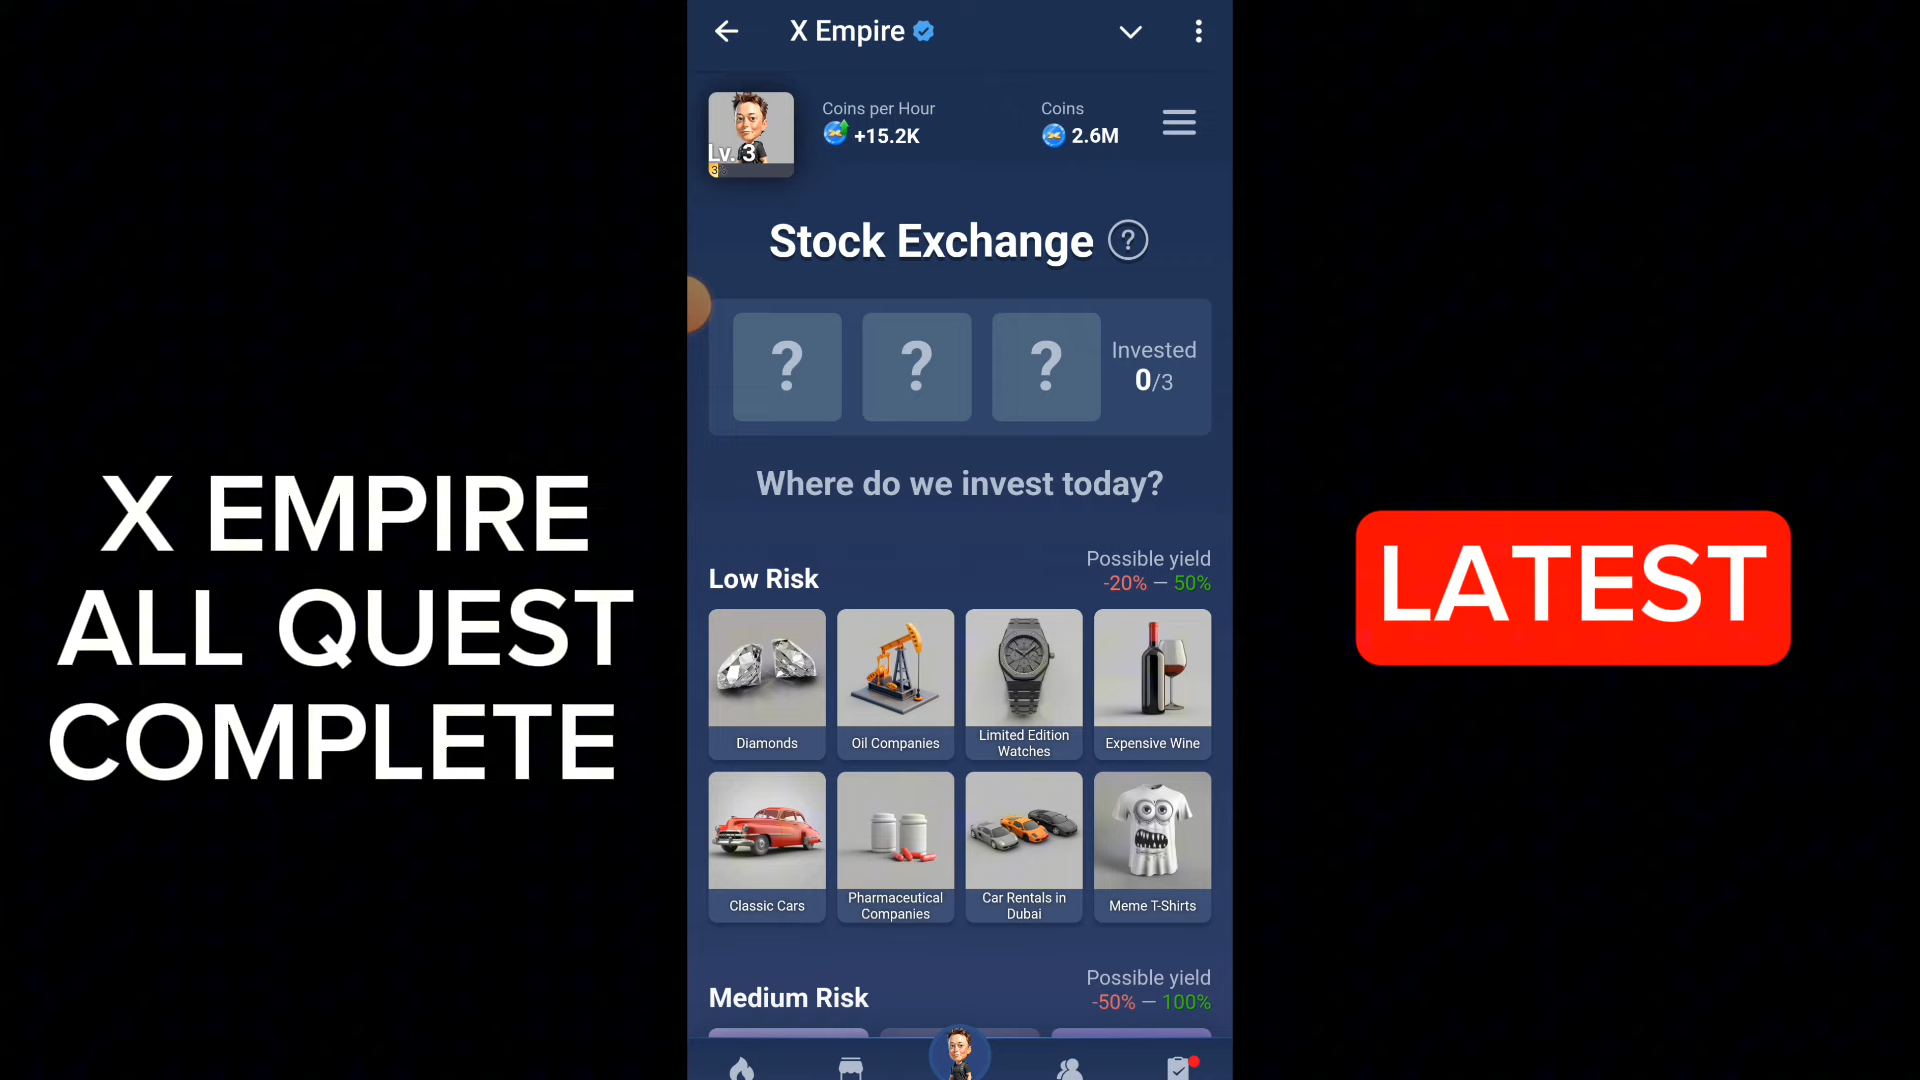 X Empire
Coins per Hour
+15.2K
Coins
2.6M
Lv. 3
Stock Exchange ?
? ? ?
Invested
0/3
Where do we invest today?
Low Risk
Possible yield
-20% — 50%
Diamonds
Oil Companies
Limited Edition
Watches
Expensive Wine
Classic Cars
Pharmaceutical
Companies
Car Rentals in
Dubai
Meme T-Shirts
Medium Risk
Possible yield
-50% — 100%
X EMPIRE
ALL QUEST
COMPLETE
LATEST